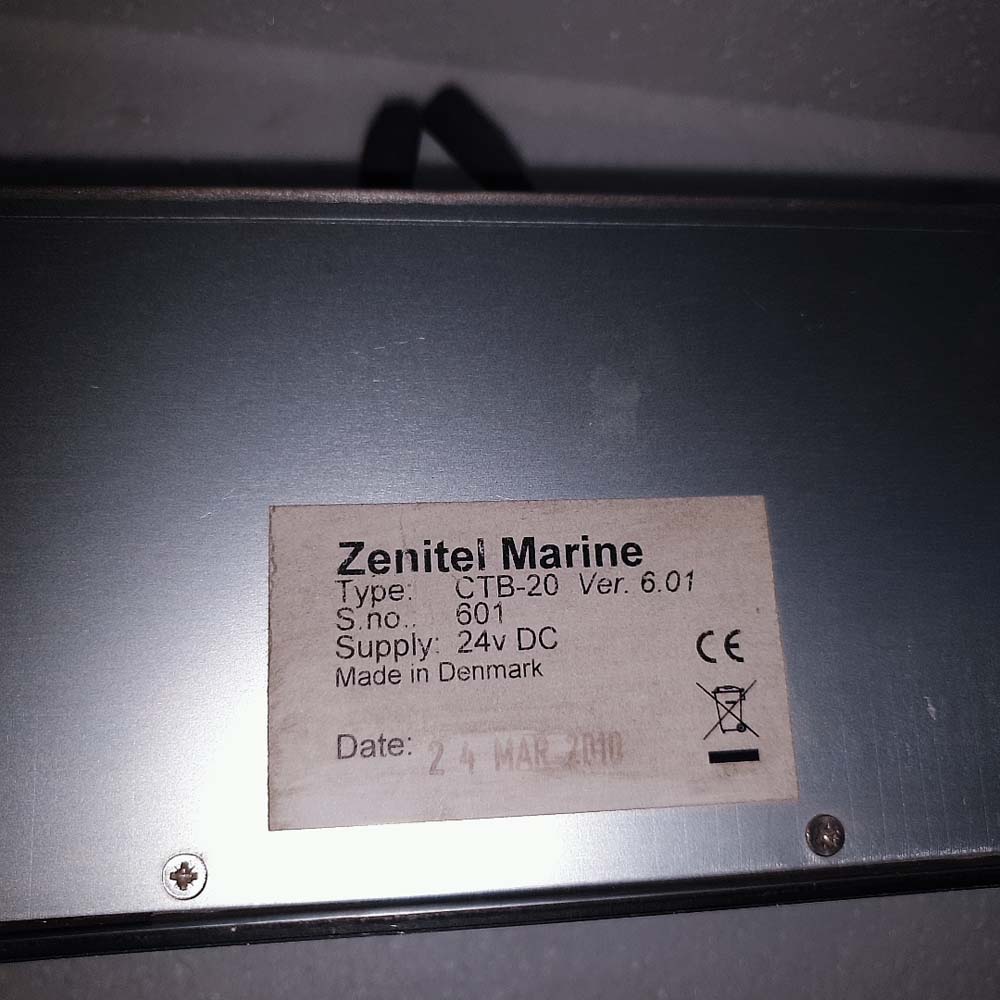 Zenitel Marine
Type: CTB-20 Ver. 6.01
S.no.: 601
Supply: 24v DC
Made in Denmark
CE
Date: 24 MAR 2010